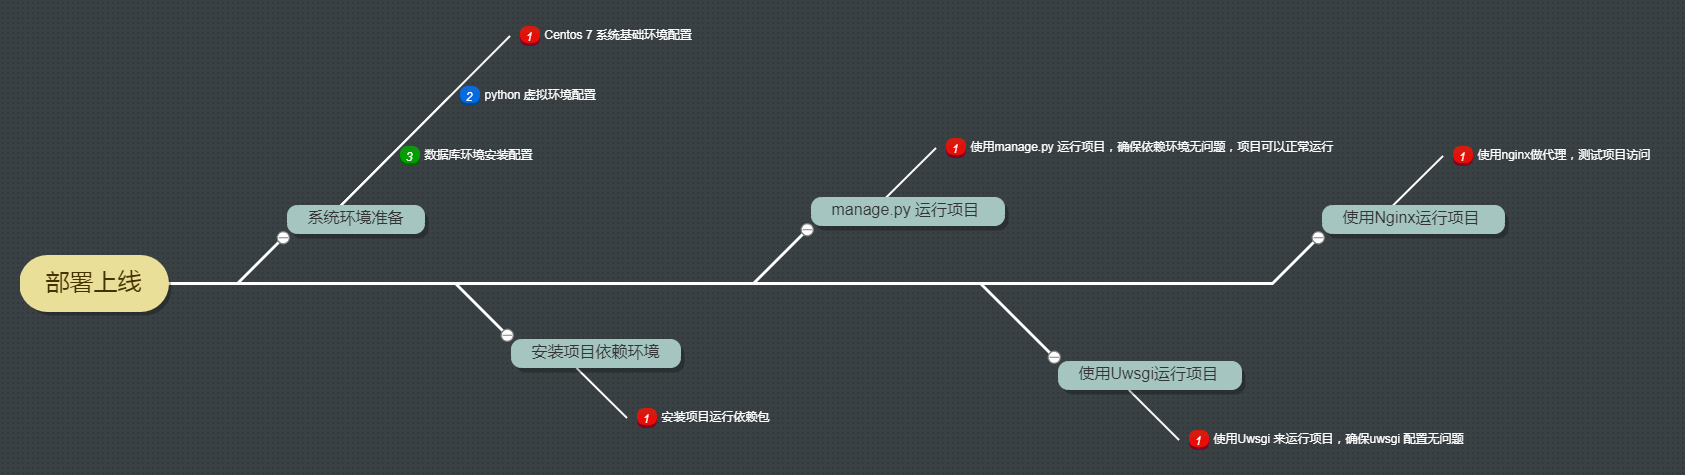 部署上线
系统环境准备
1 Centos 7 系统基础环境配置
2 python 虚拟环境配置
3 数据库环境安装配置
安装项目依赖环境
1 安装项目运行依赖包
manage.py 运行项目
1 使用manage.py 运行项目，确保依赖环境无问题，项目可以正常运行
使用Uwsgi运行项目
1 使用Uwsgi 来运行项目，确保uwsgi 配置无问题
使用Nginx运行项目
1 使用nginx做代理，测试项目访问